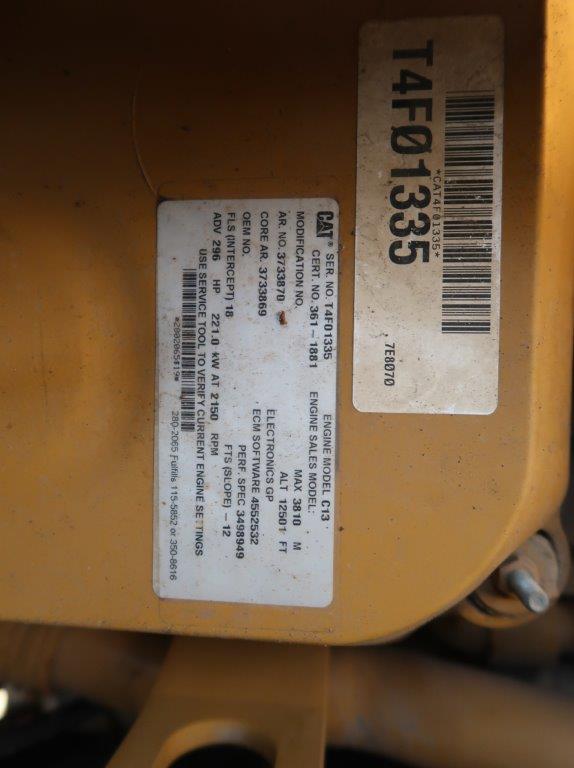 T4F01335
*CAT4F01335*
7E8070
CAT® SER. NO. T4F01335 ENGINE MODEL C13
CERT. NO. 361-1881 ENGINE SALES MODEL:
MODIFICATION NO. MAX 3810 M
AR. NO. 3733870 ALT 12501 FT
CORE AR. 3733869 ELECTRONICS GP
OEM NO. ECM SOFTWARE 4552532
PERF. SPEC 3498949
FLS (INTERCEPT) 18 FTS (SLOPE) -12
ADV 296 HP 221.0 kW AT 2150 RPM
USE SERVICE TOOL TO VERIFY CURRENT ENGINE SETTINGS
280-2065 Fulfills 115-5852 or 350-8616